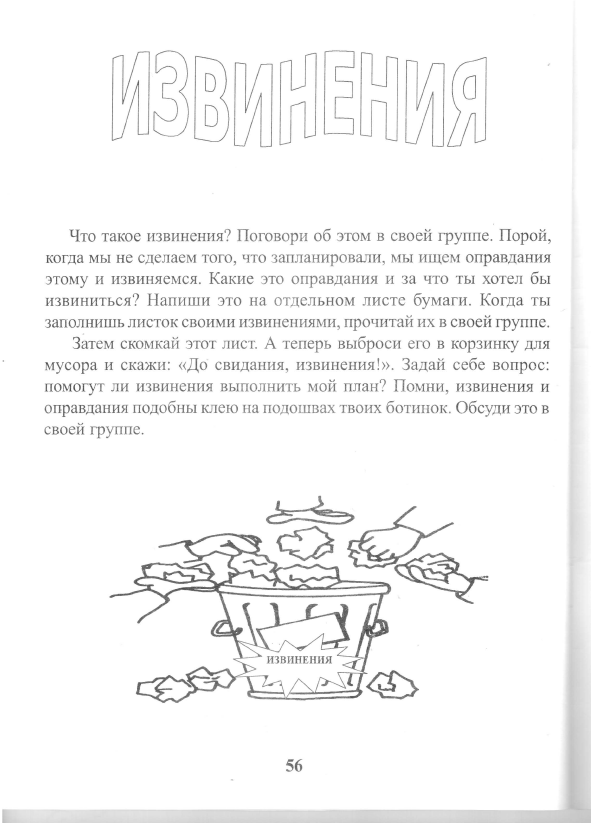 ИЗВИНЕНИЯ
Что такое извинения? Поговори об этом в своей группе. Порой,
когда мы не сделаем того, что запланировали, мы ищем оправдания
этому и извиняемся. Какие это оправдания и за что ты хотел бы
извиниться? Напиши это на отдельном листе бумаги. Когда ты
заполнишь листок своими извинениями, прочитай их в своей группе.
Затем скомкай этот лист. А теперь выброси его в корзинку для
мусора и скажи: «До свидания, извинения!». Задай себе вопрос:
помогут ли извинения выполнить мой план? Помни, извинения и
оправдания подобны клею на подошвах твоих ботинок. Обсуди это в
своей группе.
ИЗВИНЕНИЯ
56